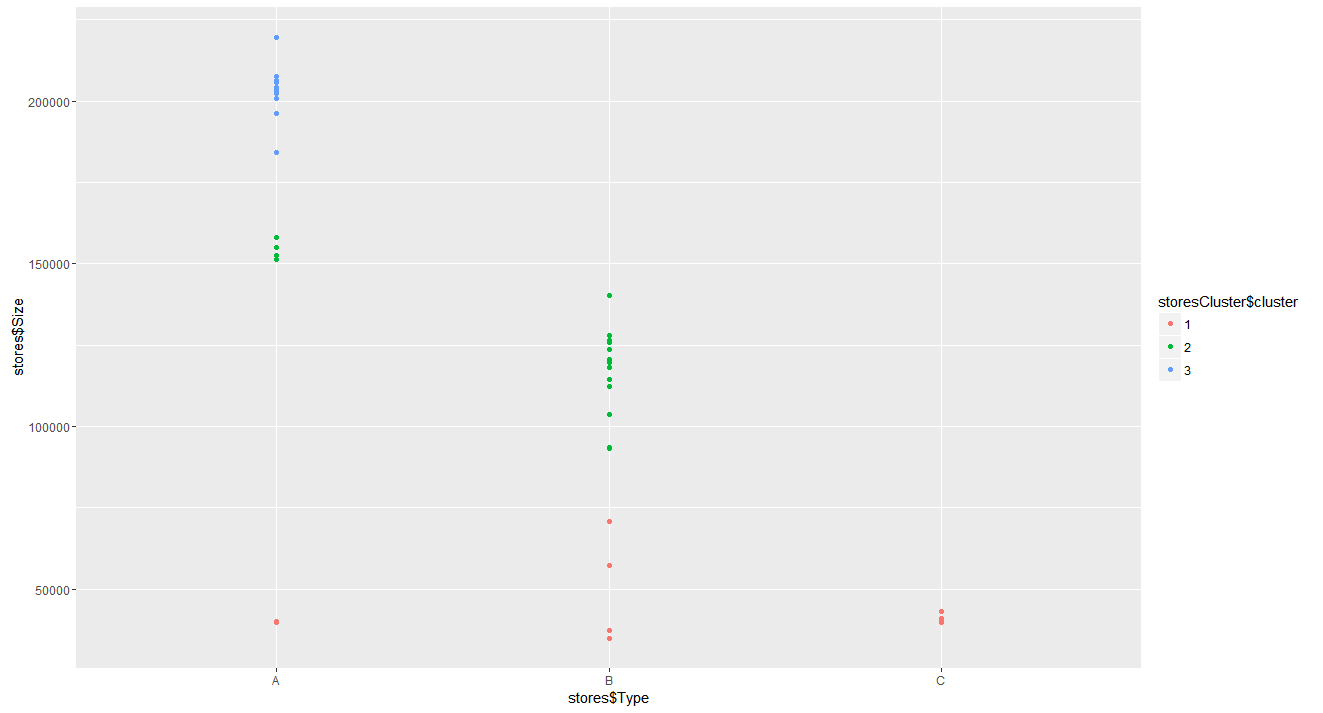 200000
150000
100000
50000
stores$Size
A
B
C
stores$Type
storesCluster$cluster
1
2
3